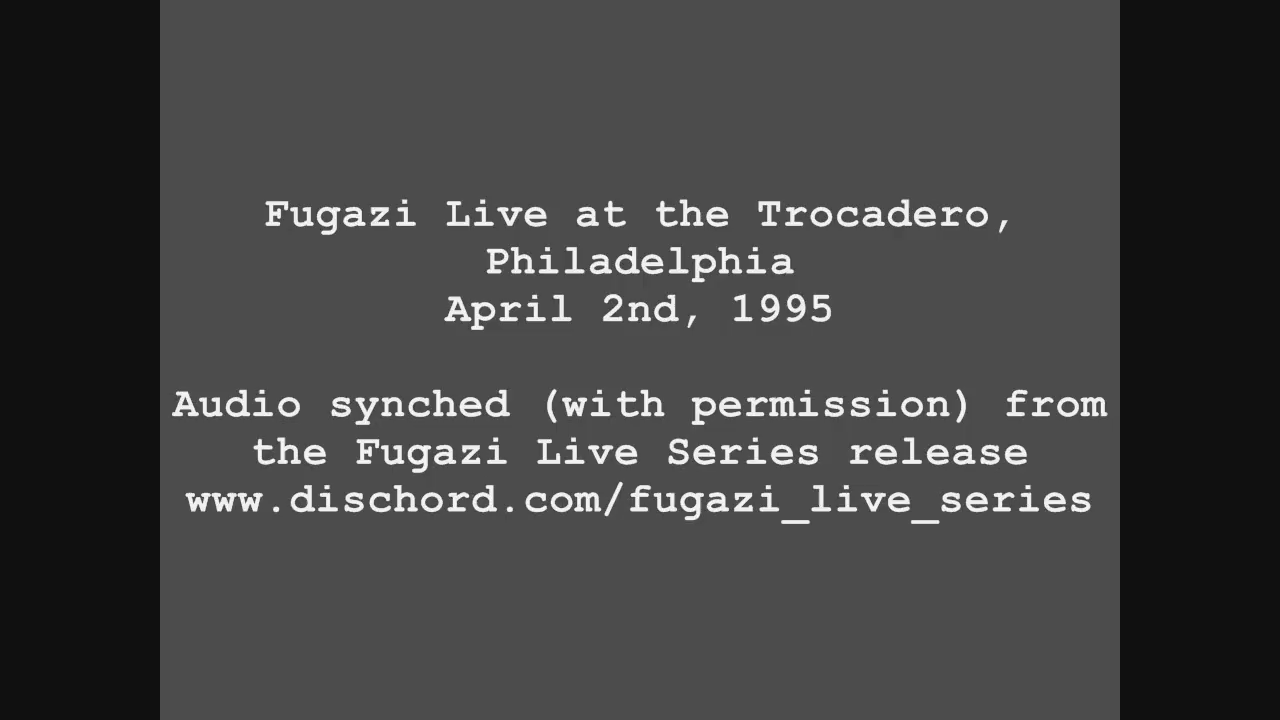 Fugazi Live at the Trocadero,
Philadelphia
April 2nd, 1995
Audio synched (with permission) from
the Fugazi Live Series release
www.dischord.com/fugazi_live_series